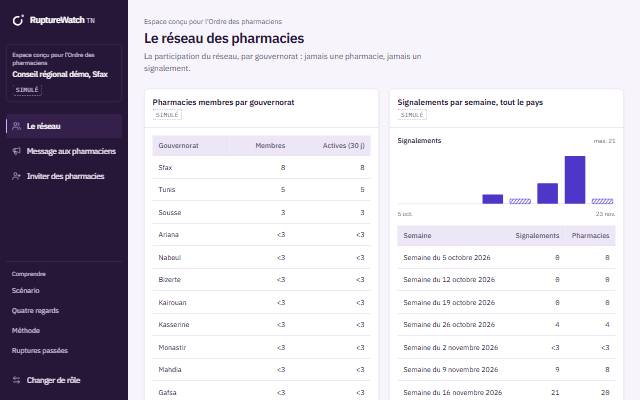 RuptureWatch TN
Espace conçu pour l'Ordre des pharmaciens
Conseil régional démo, Sfax
SIMULÉ
Le réseau
Message aux pharmaciens
Inviter des pharmacies
Comprendre
Scénario
Quatre regards
Méthode
Ruptures passées
Changer de rôle
Espace conçu pour l'Ordre des pharmaciens
Le réseau des pharmacies
La participation du réseau, par gouvernorat : jamais une pharmacie, jamais un
signalement.
Pharmacies membres par gouvernorat
SIMULÉ
Gouvernorat Membres Actives (30 j)
Sfax 8 8
Tunis 5 5
Sousse 3 3
Ariana <3 <3
Nabeul <3 <3
Bizerte <3 <3
Kairouan <3 <3
Kasserine <3 <3
Monastir <3 <3
Mahdia <3 <3
Gafsa <3 <3
Signalements par semaine, tout le pays
SIMULÉ
Signalements max. 21
5 oct. 23 nov.
Semaine Signalements Pharmacies
Semaine du 5 octobre 2026 0 0
Semaine du 12 octobre 2026 0 0
Semaine du 19 octobre 2026 0 0
Semaine du 26 octobre 2026 4 4
Semaine du 2 novembre 2026 <3 <3
Semaine du 9 novembre 2026 9 8
Semaine du 16 novembre 2026 21 20